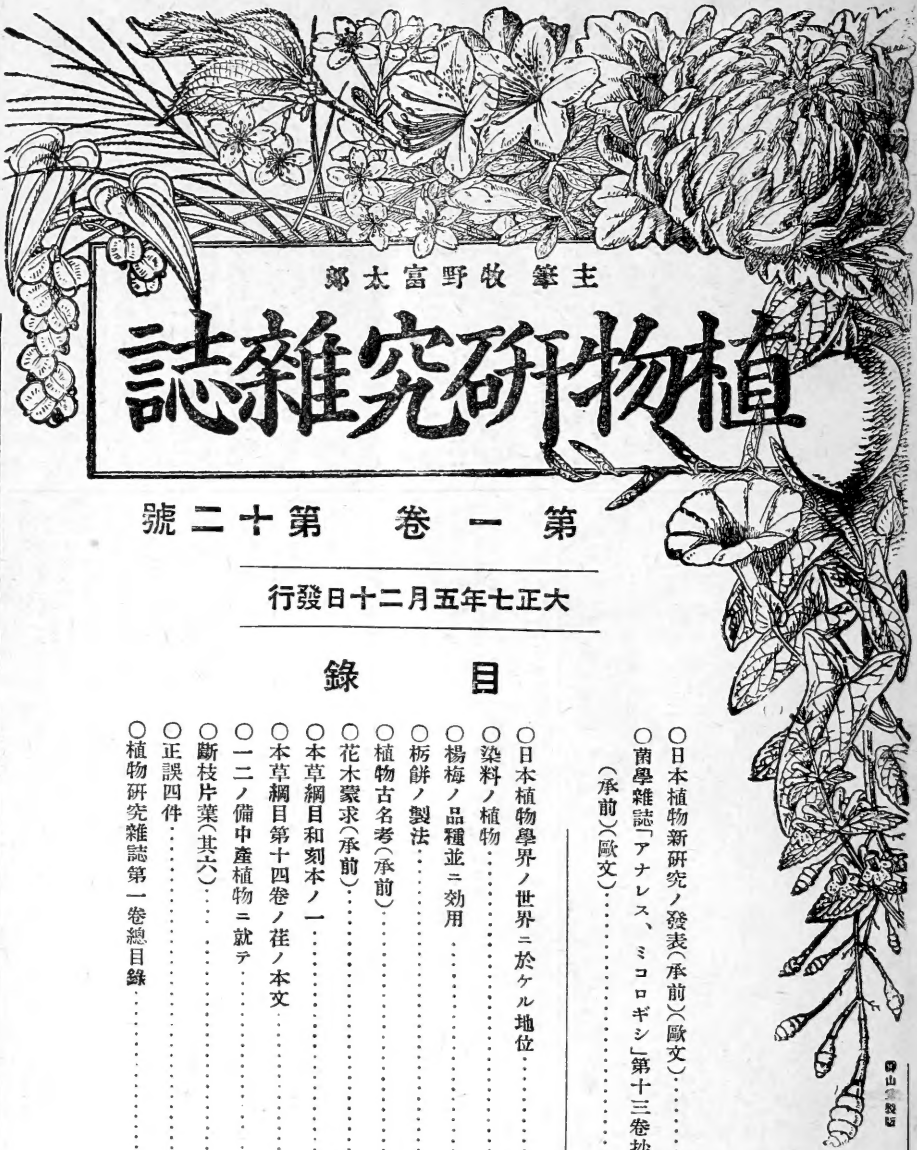 主筆 牧野富太郎
植物研究雜誌
第一卷 第十二號
大正七年五月二十日發行
目錄
○日本植物新研究ノ發表(承前)(歐文)
○菌學雜誌「アナレス、ミコロギシ」第十三卷抄
(承前)(歐文)
○日本植物學界ノ世界ニ於ケル地位
○染料ノ植物
○楊梅ノ品種並ニ効用
○栃餅ノ製法
○植物古名考(承前)
○花木蒙求(承前)
○本草綱目和刻本ノ一
○本草綱目第十四卷ノ荏ノ本文
○一二ノ備中產植物ニ就テ
○斷枝片葉(其六)
○正誤四件
○植物研究雜誌第一卷總目錄